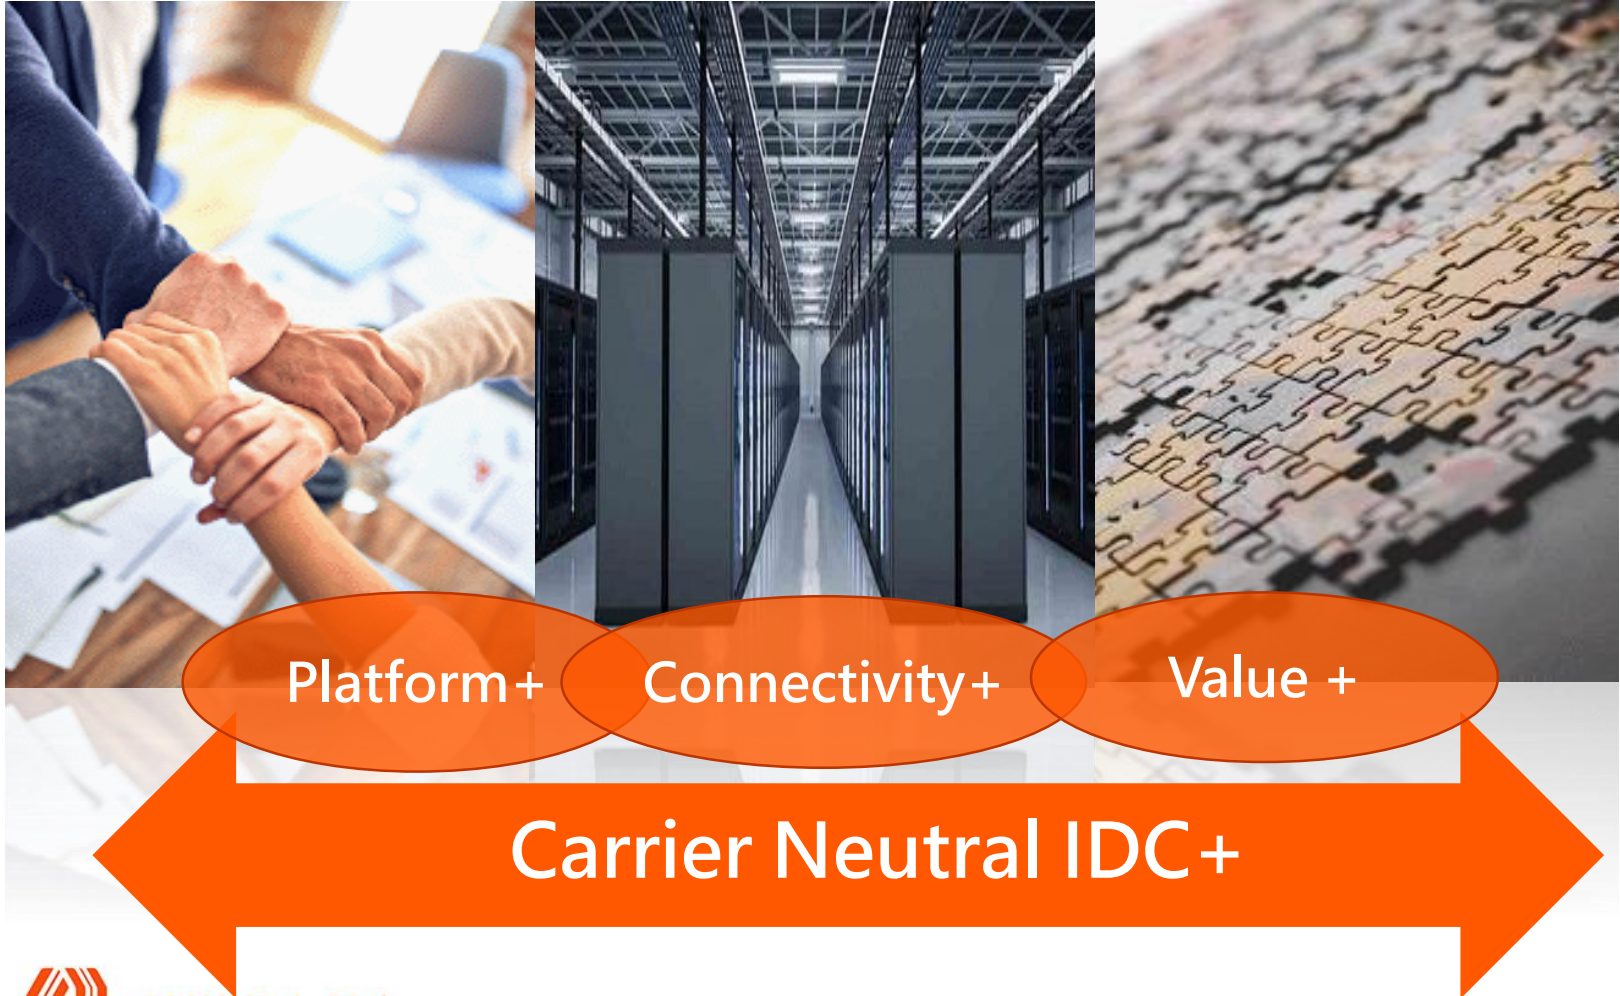 Platform+
Connectivity+
Value +
Carrier Neutral IDC+